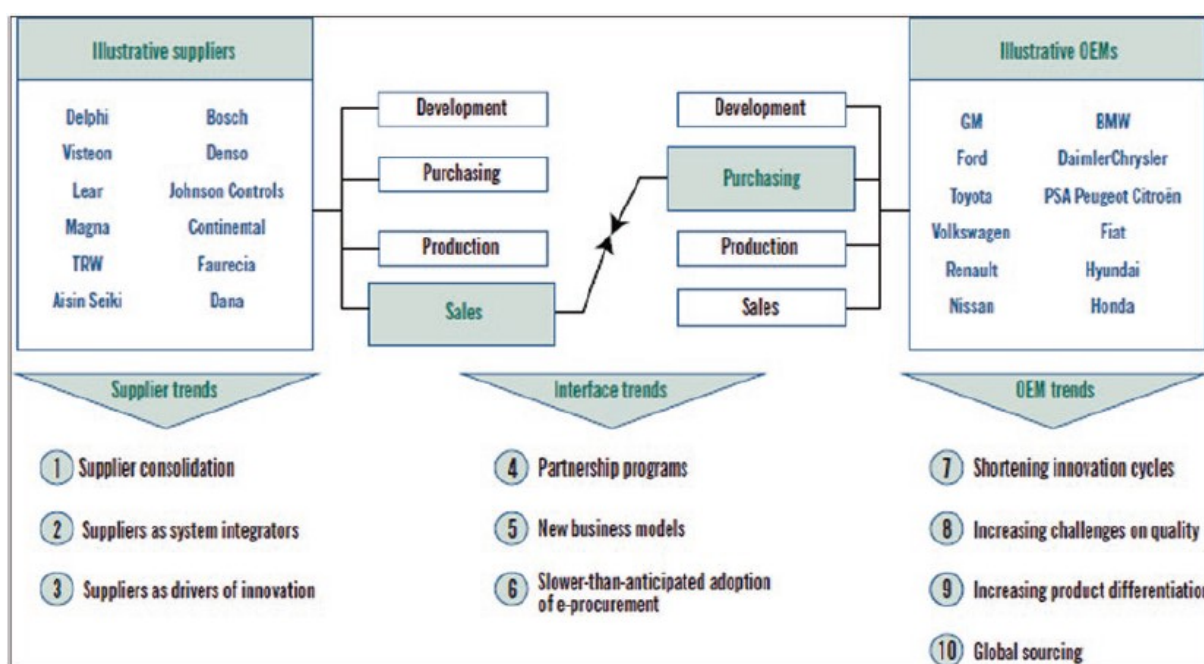 Illustrative suppliers
Delphi Bosch
Visteon Denso
Lear Johnson Controls
Magna Continental
TRW Faurecia
Aisin Seiki Dana
Development
Purchasing
Production
Sales
Development
Purchasing
Production
Sales
Illustrative OEMs
GM BMW
Ford DaimlerChrysler
Toyota PSA Peugeot Citroën
Volkswagen Fiat
Renault Hyundai
Nissan Honda
Supplier trends
1 Supplier consolidation
2 Suppliers as system integrators
3 Suppliers as drivers of innovation
Interface trends
4 Partnership programs
5 New business models
6 Slower-than-anticipated adoption
of e-procurement
OEM trends
7 Shortening innovation cycles
8 Increasing challenges on quality
9 Increasing product differentiation
10 Global sourcing